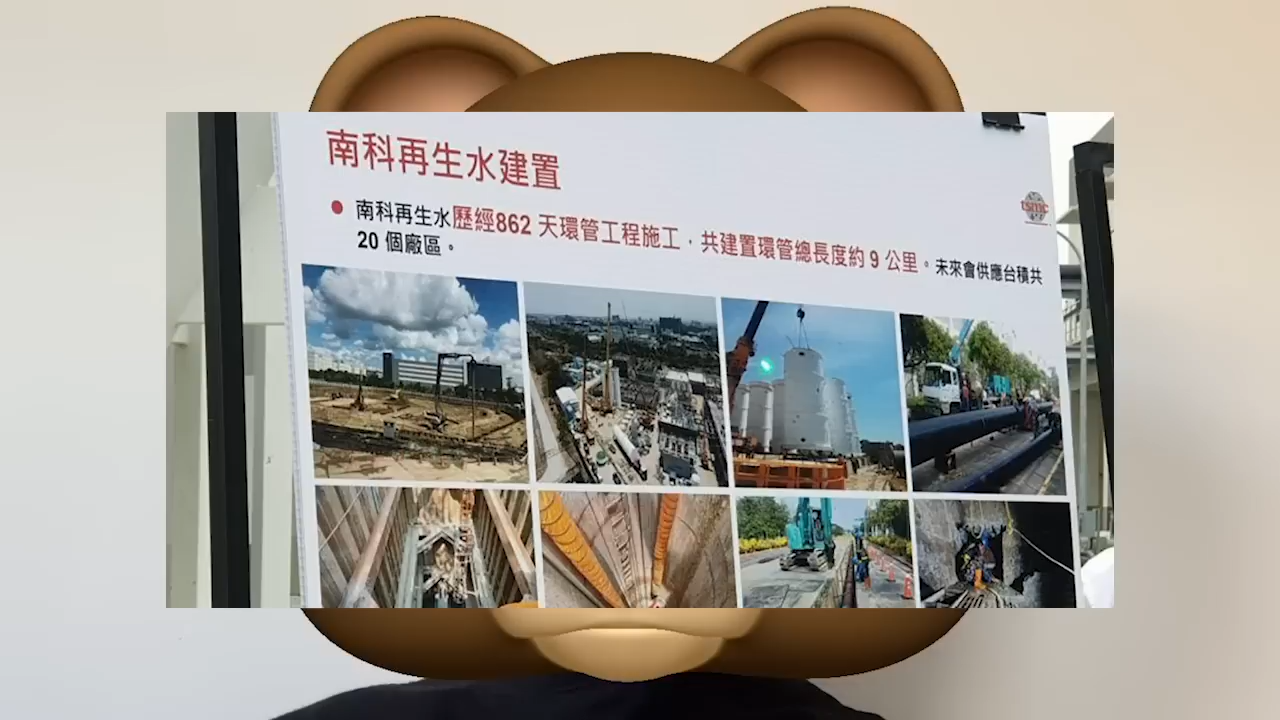 南科再生水建置
tsmc
南科再生水歷經862 天環管工程施工，共建置環管總長度約 9 公里。未來會供應台積共
20 個廠區。